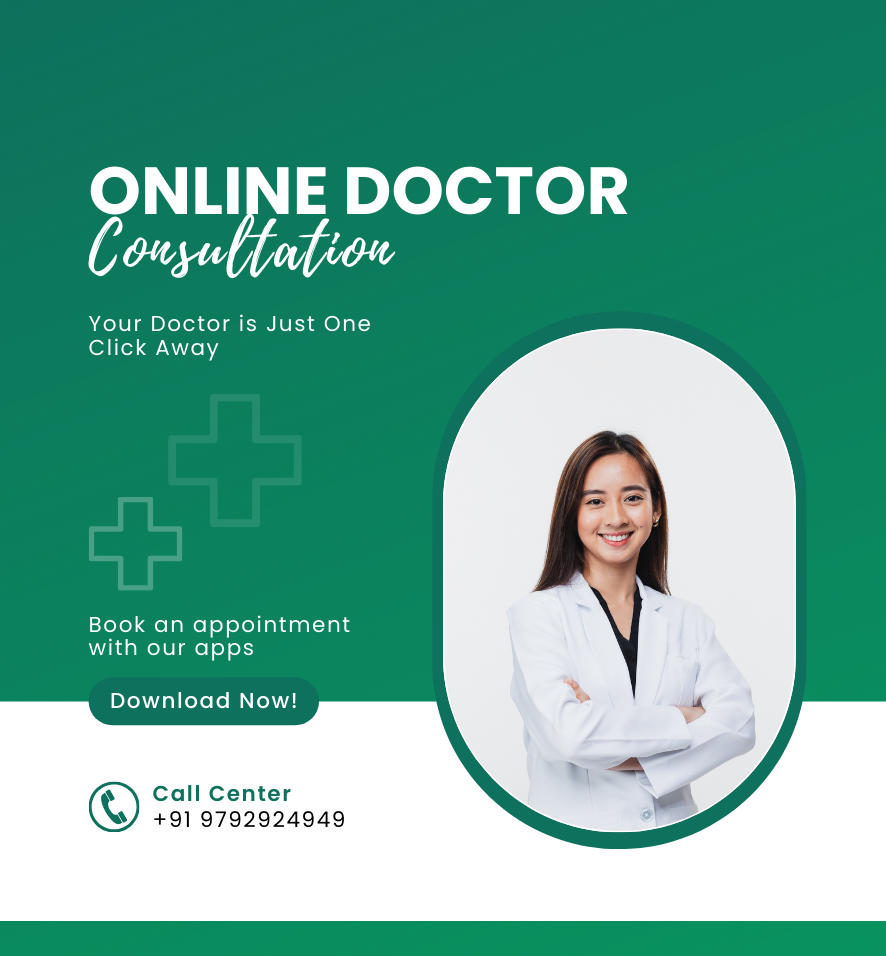 ONLINE DOCTOR
Consultation
Your Doctor is Just One
Click Away
Book an appointment
with our apps
Download Now!
Call Center
+91 9792924949